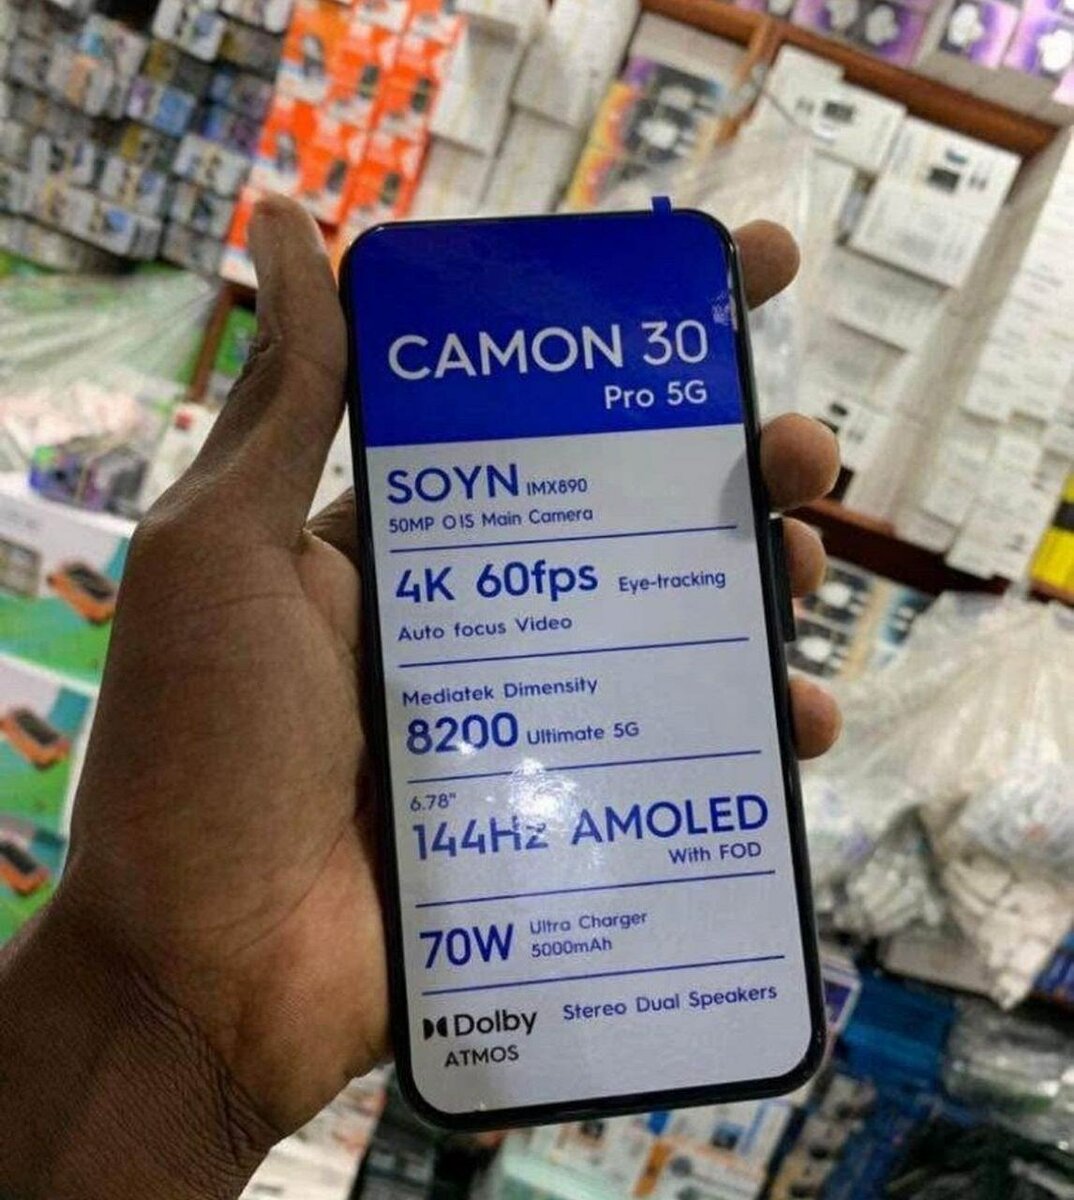 CAMON 30
Pro 5G
SOYN IMX890
50MP OIS Main Camera
4K 60fps Eye-tracking
Auto focus Video
Mediatek Dimensity
8200 Ultimate 5G
6.78"
144Hz AMOLED
With FOD
70W Ultra Charger
5000mAh
Dolby Stereo Dual Speakers
ATMOS